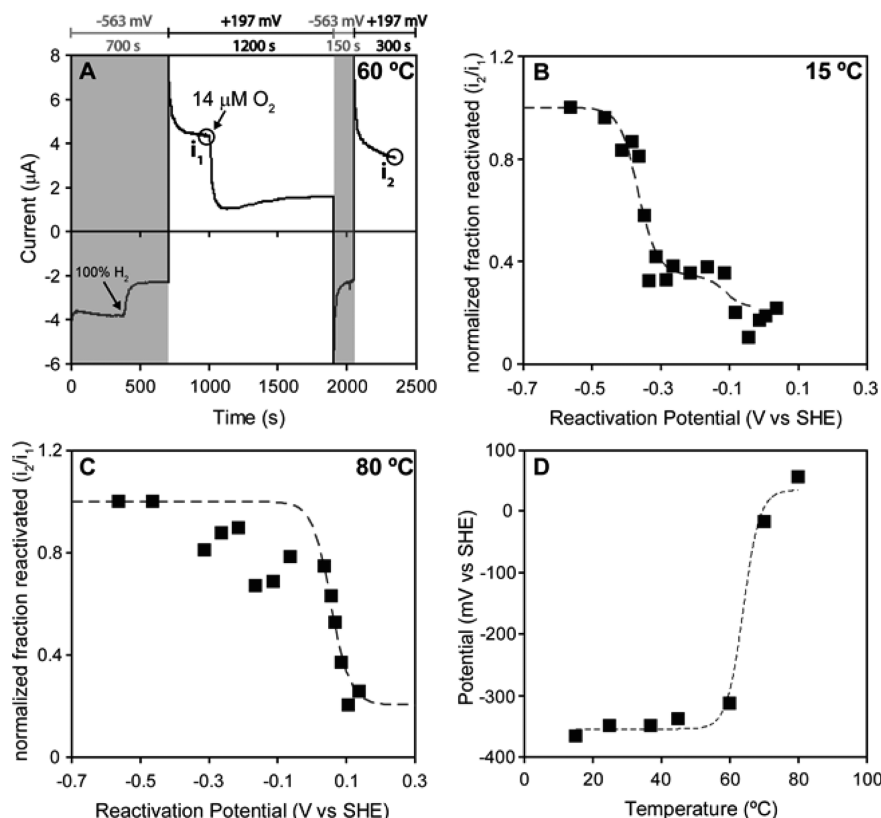 -563 mV +197 mV -563 mV +197 mV
700 s 1200 s 150 s 300 s
A 60 ºC
8
6
4
2
0
-2
-4
-6
Current (µA)
14 µM O2
i1
i2
100% H2
0 500 1000 1500 2000 2500
Time (s)
B 15 ºC
1.2
0.8
0.4
0
normalized fraction reactivated (i2/i1)
-0.7 -0.5 -0.3 -0.1 0.1 0.3
Reactivation Potential (V vs SHE)
C 80 ºC
1.2
0.8
0.4
0
normalized fraction reactivated (i2/i1)
-0.7 -0.5 -0.3 -0.1 0.1 0.3
Reactivation Potential (V vs SHE)
D
100
0
-100
-200
-300
-400
Potential (mV vs SHE)
0 20 40 60 80 100
Temperature (ºC)